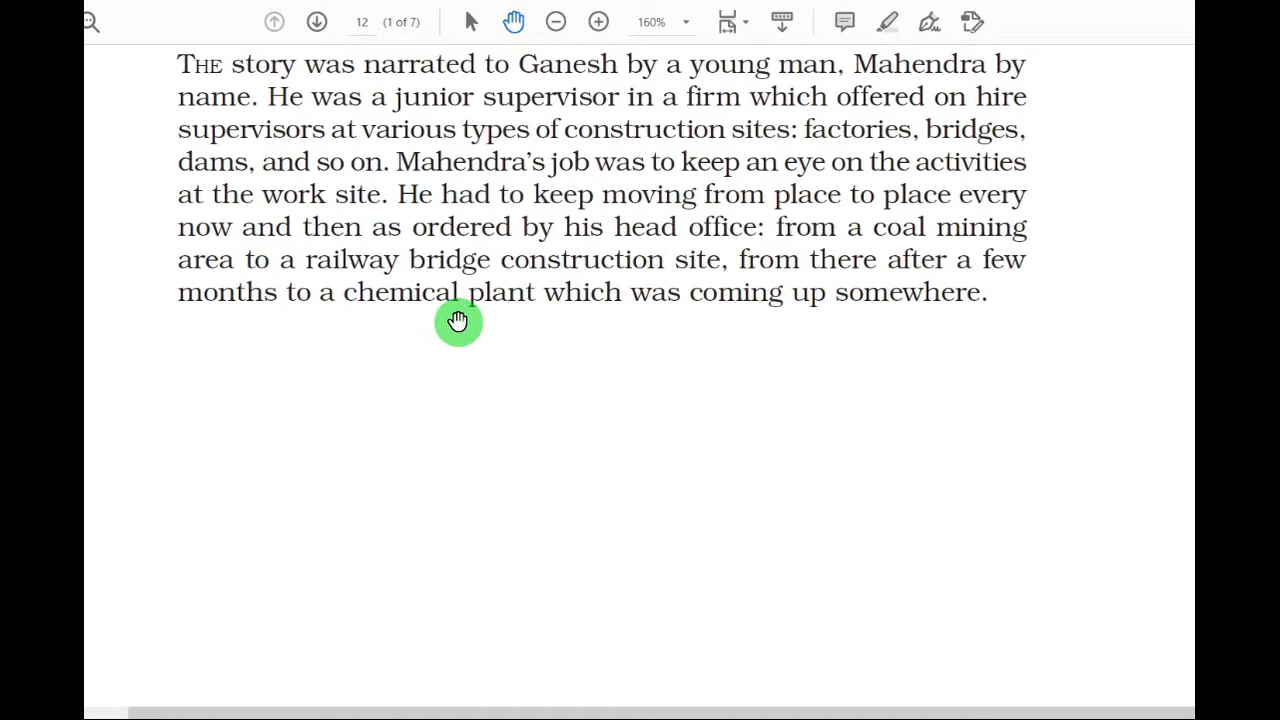 12 (1 of 7) 160%
THE story was narrated to Ganesh by a young man, Mahendra by
name. He was a junior supervisor in a firm which offered on hire
supervisors at various types of construction sites: factories, bridges,
dams, and so on. Mahendra’s job was to keep an eye on the activities
at the work site. He had to keep moving from place to place every
now and then as ordered by his head office: from a coal mining
area to a railway bridge construction site, from there after a few
months to a chemical plant which was coming up somewhere.